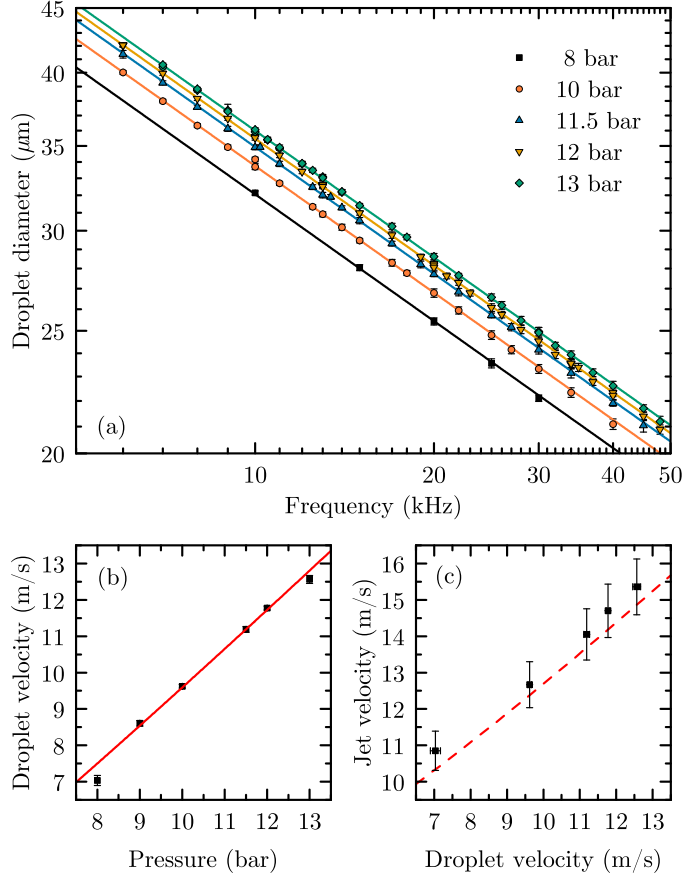 45
40
35
30
25
20
Droplet diameter (μm)
8 bar
10 bar
11.5 bar
12 bar
13 bar
(a)
10
20
30
40
50
Frequency (kHz)
13
12
11
10
9
8
7
Droplet velocity (m/s)
(b)
8
9
10
11
12
13
Pressure (bar)
16
15
14
13
12
11
10
Jet velocity (m/s)
(c)
7
8
9
10
11
12
13
Droplet velocity (m/s)